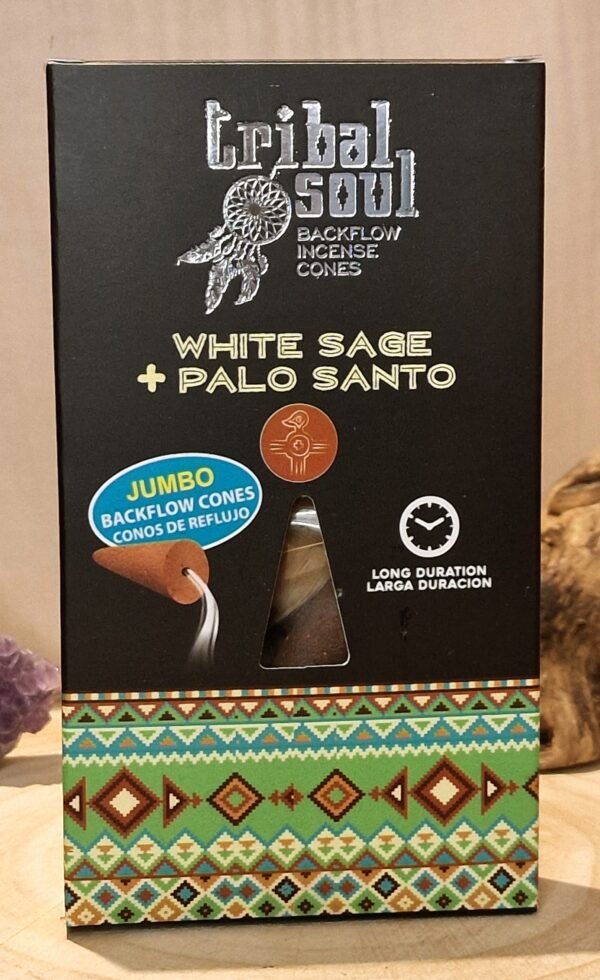 tribal
soul
BACKFLOW
INCENSE
CONES
WHITE SAGE
+ PALO SANTO
JUMBO
BACKFLOW CONES
CONOS DE REFLUJO
LONG DURATION
LARGA DURACION